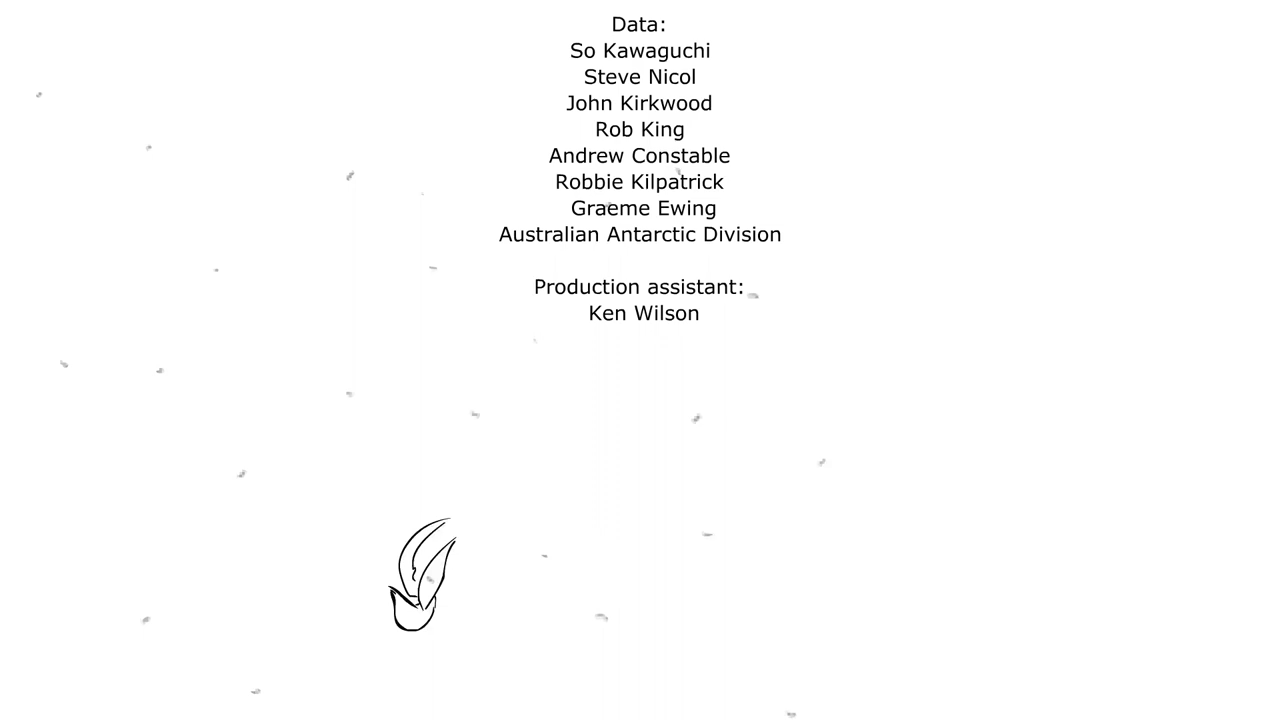 Data:
So Kawaguchi
Steve Nicol
John Kirkwood
Rob King
Andrew Constable
Robbie Kilpatrick
Graeme Ewing
Australian Antarctic Division
Production assistant:
Ken Wilson